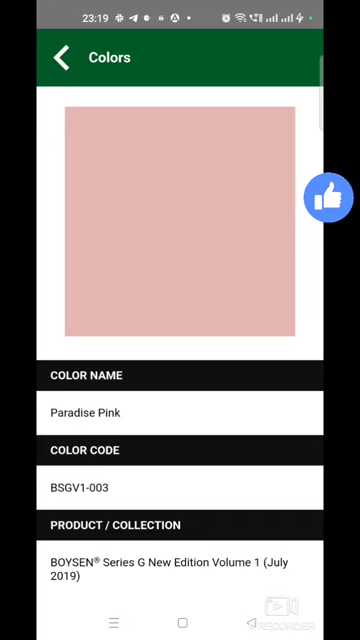 23:19
Colors
COLOR NAME
Paradise Pink
COLOR CODE
BSGV1-003
PRODUCT / COLLECTION
BOYSEN® Series G New Edition Volume 1 (July
2019)
RECORDER